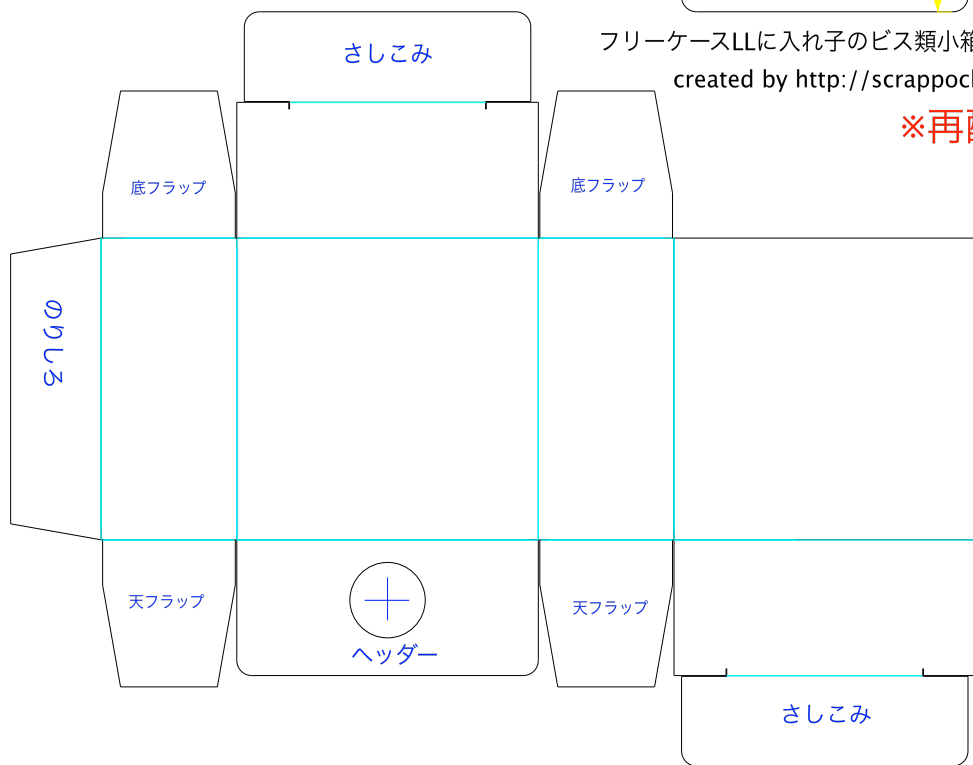 さしこみ
フリーケースLLに入れ子のビス類小箱
created by http://scrappoc
※再
底フラップ
底フラップ
のりしろ
天フラップ
天フラップ
ヘッダー
さしこみ